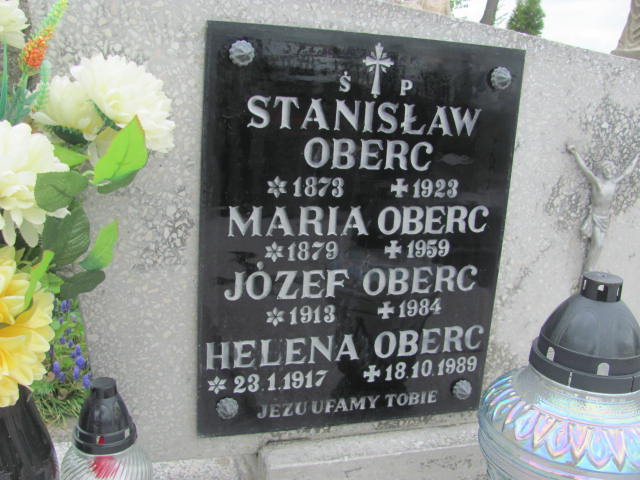 Ś P
STANISŁAW
OBERC
✲ 1873 ✝ 1923
MARIA OBERC
✲ 1879 ✝ 1959
JÓZEF OBERC
✲ 1913 ✝ 1984
HELENA OBERC
✲ 23.1.1917 ✝ 18.10.1989
JEZU UFAMY TOBIE